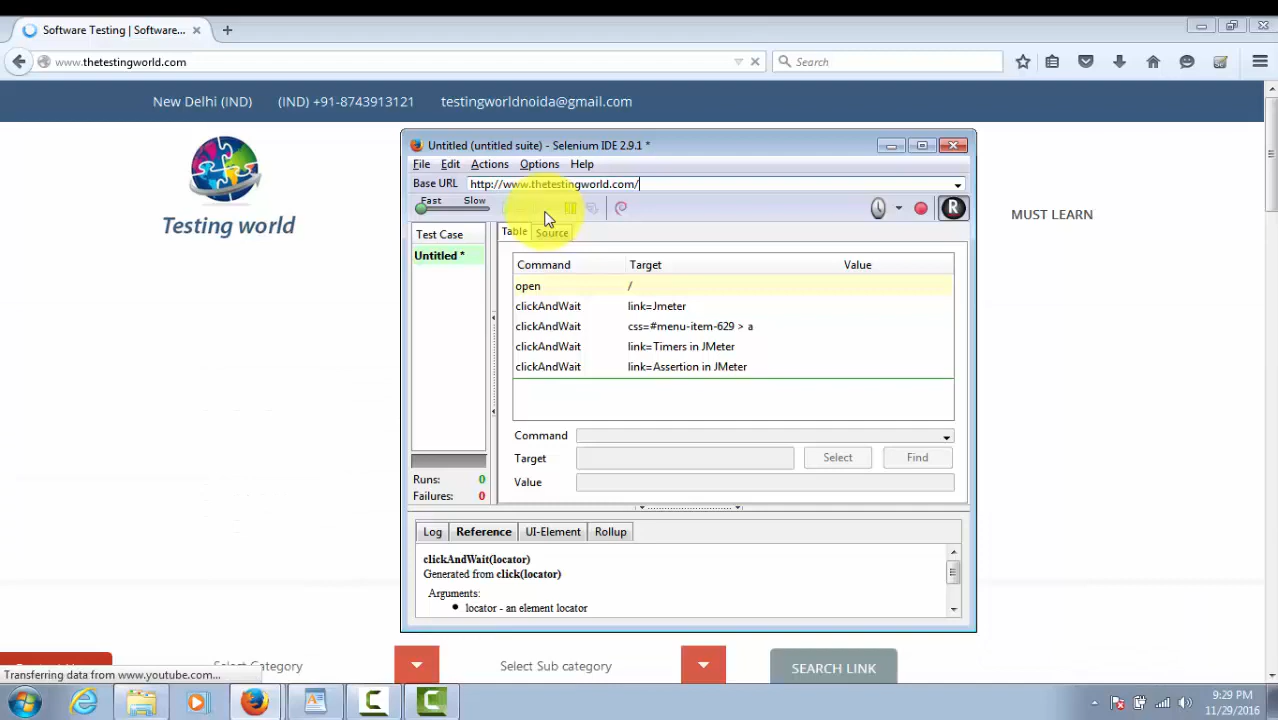 Software Testing | Software...
www.thetestingworld.com
Search
New Delhi (IND)
(IND) +91-8743913121
testingworldnoida@gmail.com
Testing world
MUST LEARN
Untitled (untitled suite) - Selenium IDE 2.9.1 *
File Edit Actions Options Help
Base URL http://www.thetestingworld.com/
Fast Slow
R
Test Case
Untitled *
Table Source
Command Target Value
open /
clickAndWait link=Jmeter
clickAndWait css=#menu-item-629 > a
clickAndWait link=Timers in JMeter
clickAndWait link=Assertion in JMeter
Command
Target Select Find
Value
Runs: 0
Failures: 0
Log Reference UI-Element Rollup
clickAndWait(locator)
Generated from click(locator)
Arguments:
• locator - an element locator
Select Category
Select Sub category
SEARCH LINK
Transferring data from www.youtube.com...
9:29 PM
11/29/2016